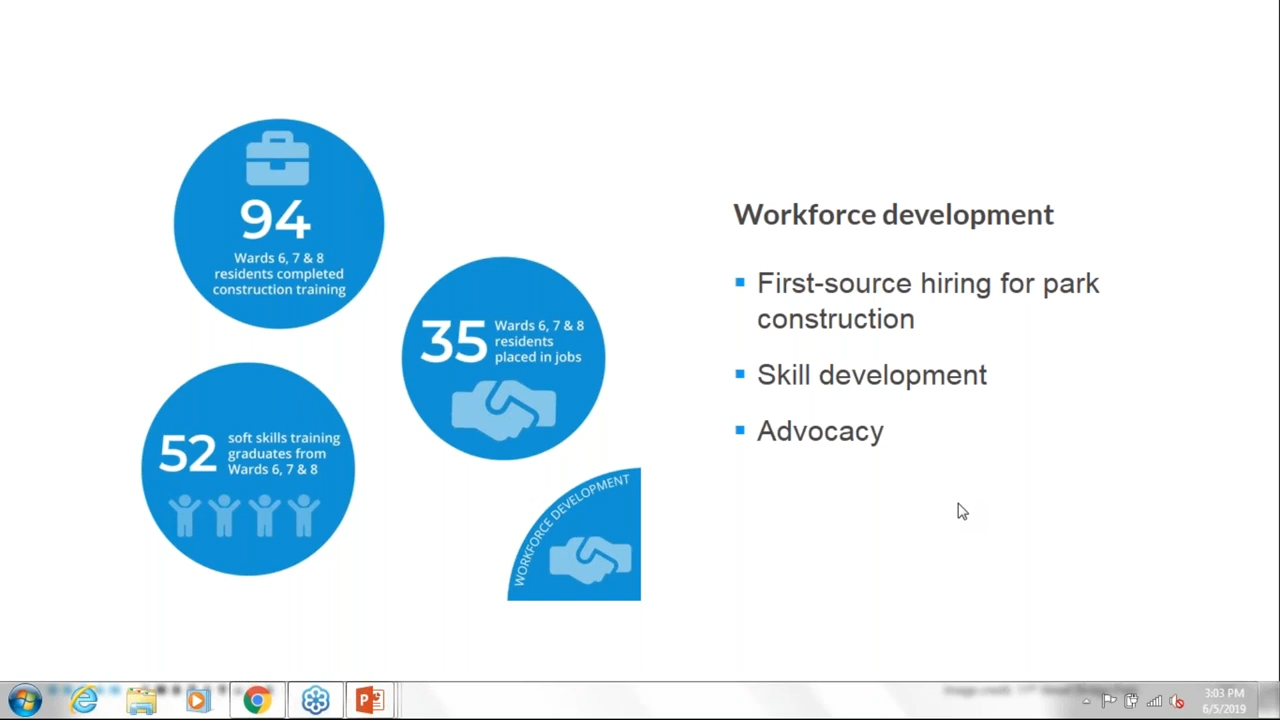 94
Wards 6, 7 & 8
residents completed
construction training
35
Wards 6, 7 & 8
residents
placed in jobs
52
soft skills training
graduates from
Wards 6, 7 & 8
WORKFORCE DEVELOPMENT
Workforce development
First-source hiring for park
construction
Skill development
Advocacy
3:03 PM
6/5/2019